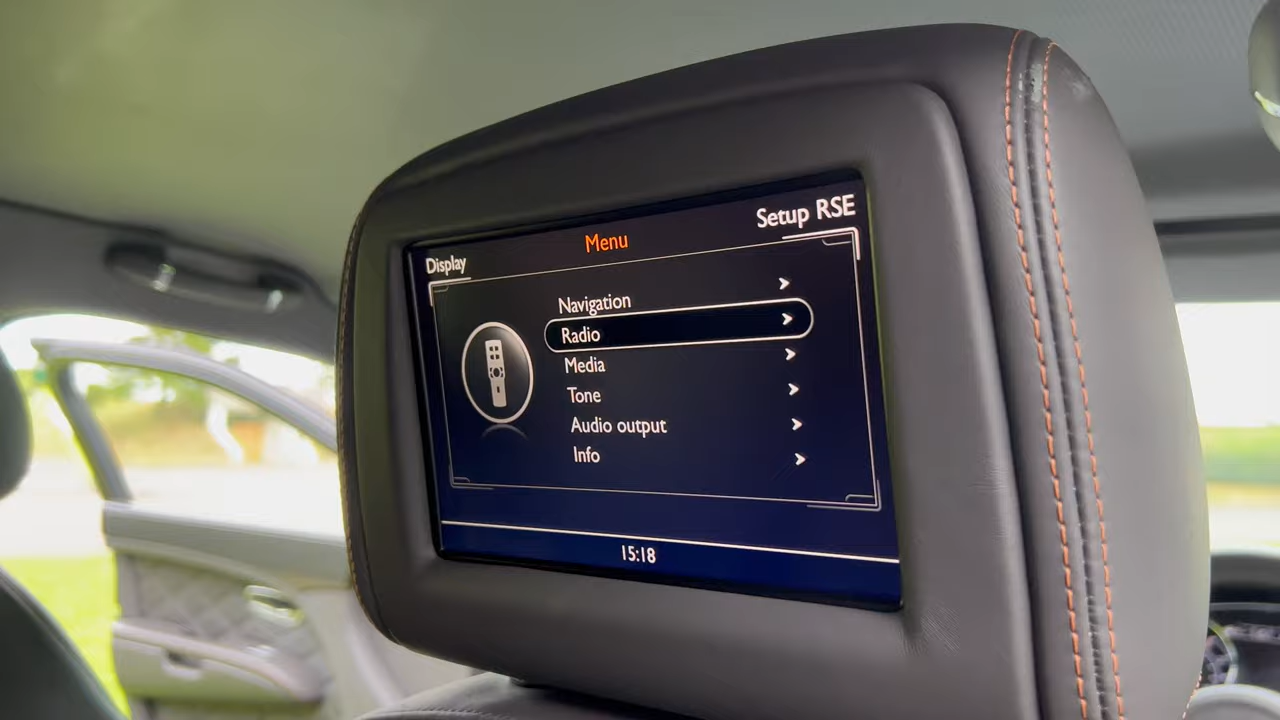 Setup RSE
Menu
Display
Navigation
Radio
Media
Tone
Audio output
Info
15:18